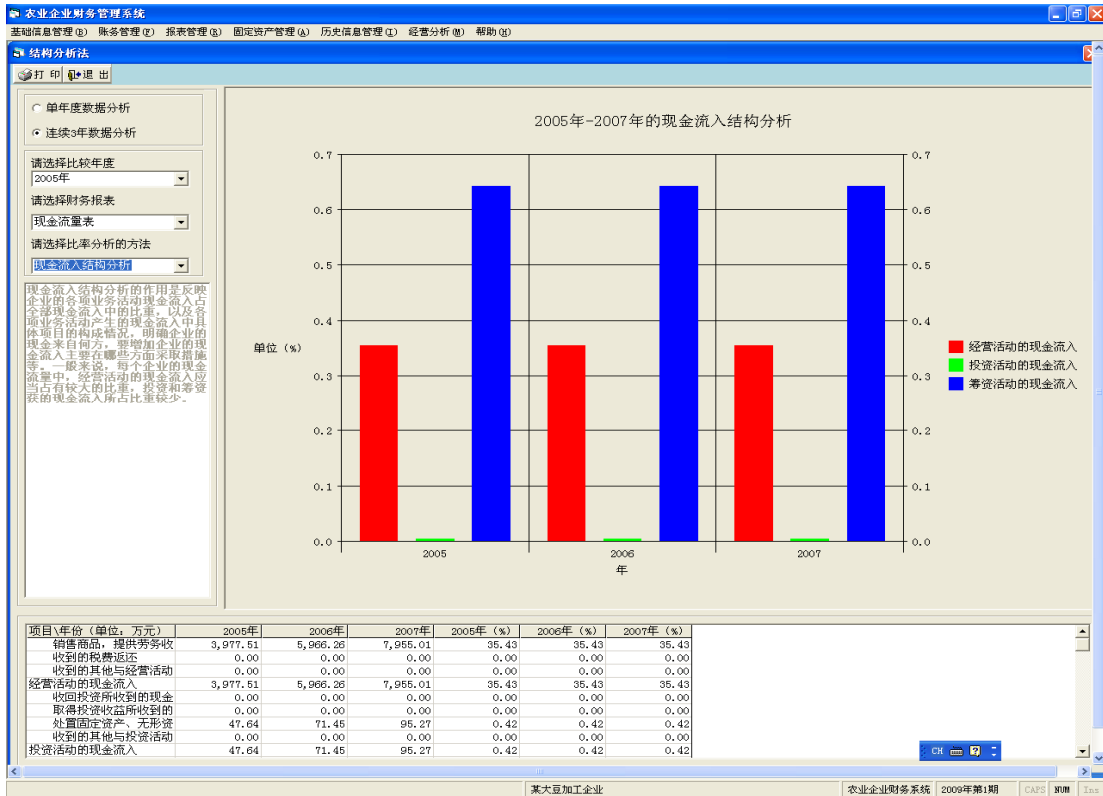 农业企业财务管理系统
基础信息管理(B) 账务管理(F) 报表管理(R) 固定资产管理(A) 历史信息管理(I) 经营分析(M) 帮助(H)
结构分析法
打 印 退 出
单年度数据分析
连续3年数据分析
请选择比较年度
2005年
请选择财务报表
现金流量表
请选择比率分析的方法
现金流入结构分析
现金流入结构分析的作用是反映
企业的各项业务活动现金流入占
全部现金流入中的比重，以及各
项业务活动产生的现金流入中具
体项目的构成情况，明确企业的
现金来自何方，要增加企业的现
金流入主要在哪些方面采取措施
等。一般来说，每个企业的现金
流量中，经营活动的现金流入应
当占有较大的比重，投资和筹资
获的现金流入所占比重较少。
2005年-2007年的现金流入结构分析
0.7 0.7
0.6 0.6
0.5 0.5
0.4 0.4
单位（%）
0.3 0.3
0.2 0.2
0.1 0.1
0.0 0.0
2005 2006 2007
年
经营活动的现金流入
投资活动的现金流入
筹资活动的现金流入
项目\年份（单位：万元） 2005年 2006年 2007年 2005年（%） 2006年（%） 2007年（%）
销售商品，提供劳务收 3,977.51 5,966.26 7,955.01 35.43 35.43 35.43
收到的税费返还 0.00 0.00 0.00 0.00 0.00 0.00
收到的其他与经营活动 0.00 0.00 0.00 0.00 0.00 0.00
经营活动的现金流入 3,977.51 5,966.26 7,955.01 35.43 35.43 35.43
收回投资所收到的现金 0.00 0.00 0.00 0.00 0.00 0.00
取得投资收益所收到的 0.00 0.00 0.00 0.00 0.00 0.00
处置固定资产、无形资 47.64 71.45 95.27 0.42 0.42 0.42
收到的其他与投资活动 0.00 0.00 0.00 0.00 0.00 0.00
投资活动的现金流入 47.64 71.45 95.27 0.42 0.42 0.42
CH
某大豆加工企业 农业企业财务系统 2009年第1期 CAPS NUM Ins